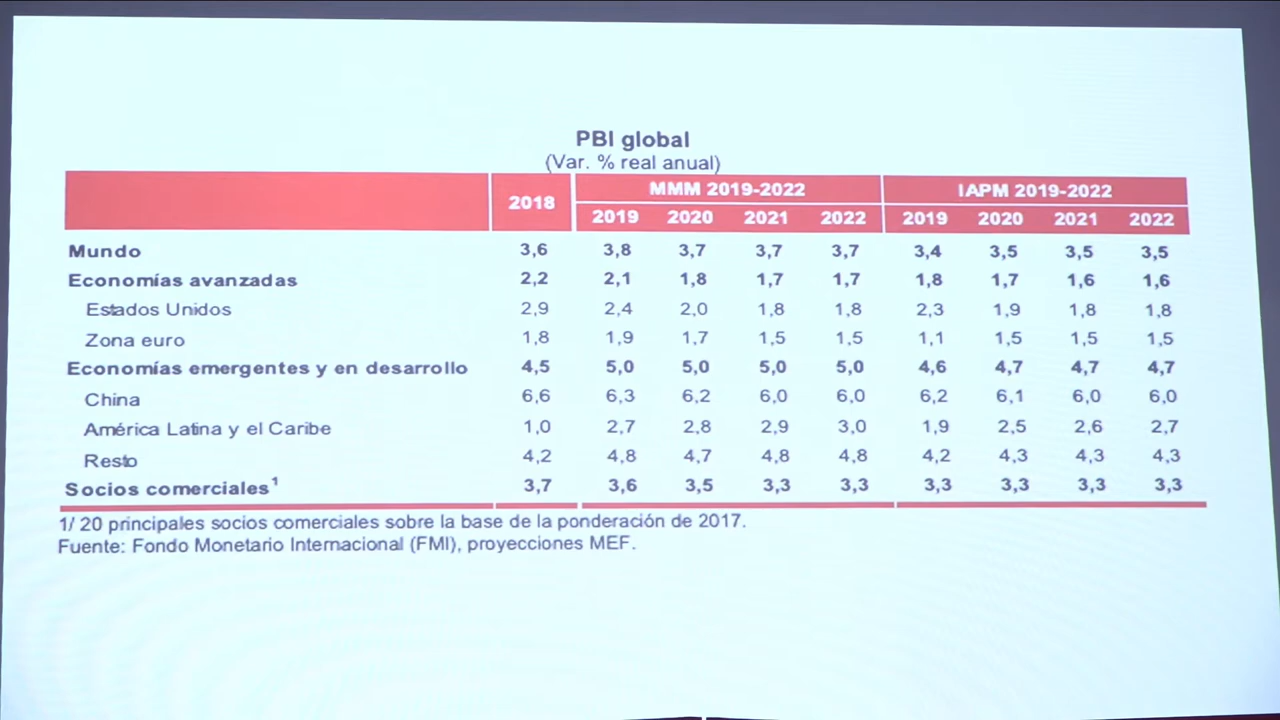 PBI global
(Var. % real anual)
2018 MMM 2019-2022 IAPM 2019-2022
2019 2020 2021 2022 2019 2020 2021 2022
Mundo 3,6 3,8 3,7 3,7 3,7 3,4 3,5 3,5 3,5
Economías avanzadas 2,2 2,1 1,8 1,7 1,7 1,8 1,7 1,6 1,6
Estados Unidos 2,9 2,4 2,0 1,8 1,8 2,3 1,9 1,8 1,8
Zona euro 1,8 1,9 1,7 1,5 1,5 1,1 1,5 1,5 1,5
Economías emergentes y en desarrollo 4,5 5,0 5,0 5,0 5,0 4,6 4,7 4,7 4,7
China 6,6 6,3 6,2 6,0 6,0 6,2 6,1 6,0 6,0
América Latina y el Caribe 1,0 2,7 2,8 2,9 3,0 1,9 2,5 2,6 2,7
Resto 4,2 4,8 4,7 4,8 4,8 4,2 4,3 4,3 4,3
Socios comerciales¹ 3,7 3,6 3,5 3,3 3,3 3,3 3,3 3,3 3,3
1/ 20 principales socios comerciales sobre la base de la ponderación de 2017.
Fuente: Fondo Monetario Internacional (FMI), proyecciones MEF.